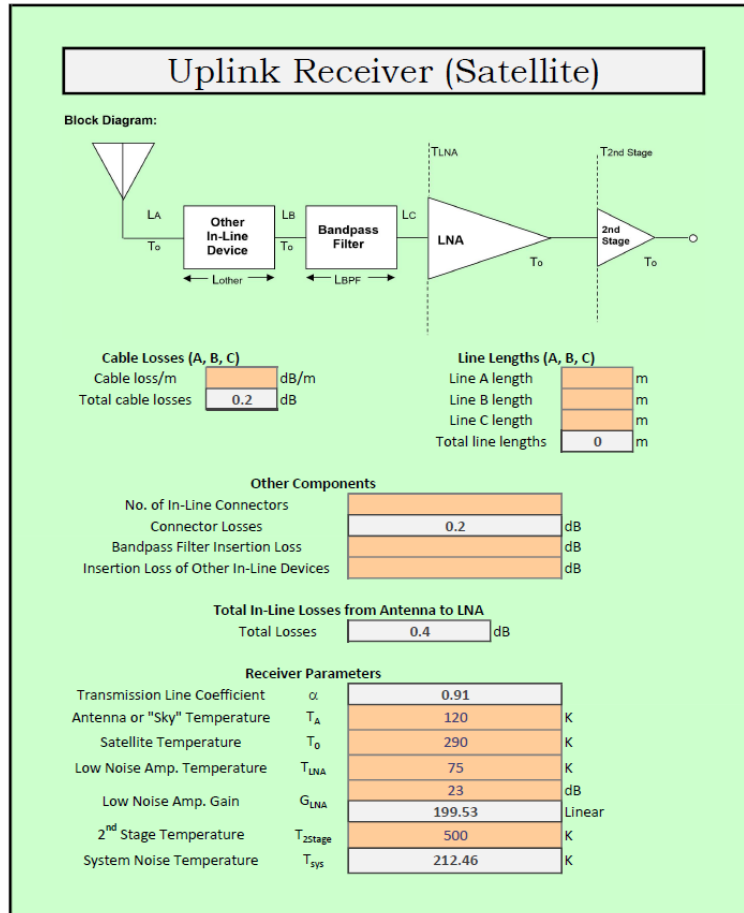 Uplink Receiver (Satellite)
Block Diagram:
TLNA
T2nd Stage
LA
Other
In-Line
Device
LB
Bandpass
Filter
LC
LNA
2nd
Stage
To
To
To
To
Lother
LBPF
Cable Losses (A, B, C)
Cable loss/m dB/m
Total cable losses 0.2 dB
Line Lengths (A, B, C)
Line A length m
Line B length m
Line C length m
Total line lengths 0 m
Other Components
No. of In-Line Connectors
Connector Losses 0.2 dB
Bandpass Filter Insertion Loss dB
Insertion Loss of Other In-Line Devices dB
Total In-Line Losses from Antenna to LNA
Total Losses 0.4 dB
Receiver Parameters
Transmission Line Coefficient α 0.91
Antenna or "Sky" Temperature TA 120 K
Satellite Temperature T0 290 K
Low Noise Amp. Temperature TLNA 75 K
Low Noise Amp. Gain GLNA 23 dB
199.53 Linear
2nd Stage Temperature T2Stage 500 K
System Noise Temperature Tsys 212.46 K